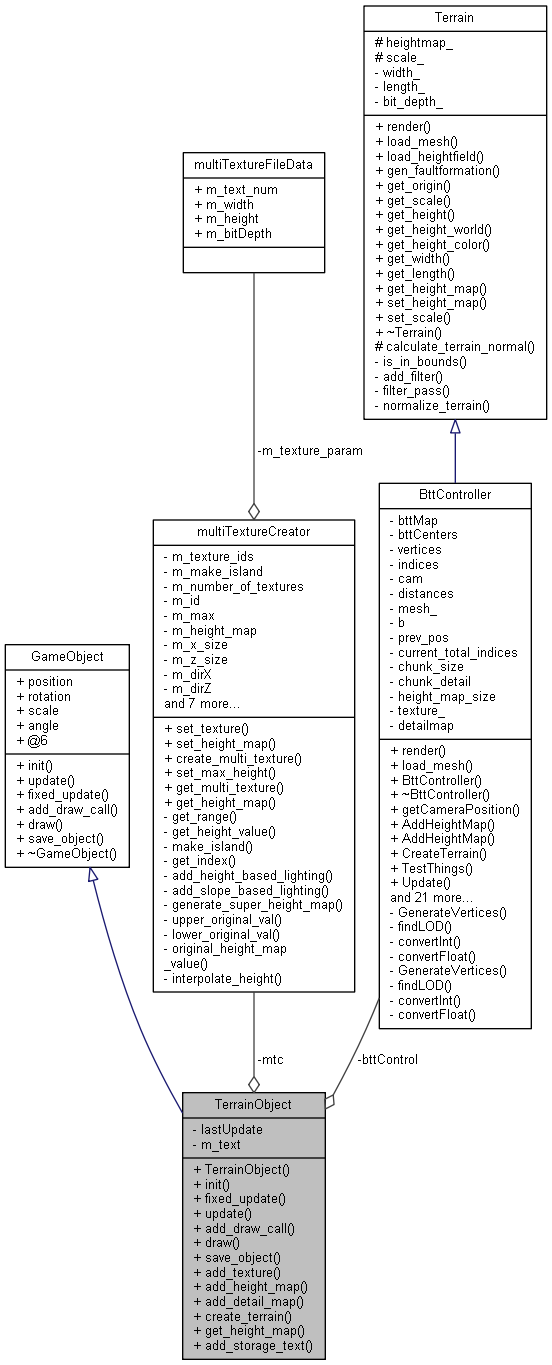 Terrain
# heightmap_
# scale_
- width_
- length_
- bit_depth_
+ render()
+ load_mesh()
+ load_heightfield()
+ gen_faultformation()
+ get_origin()
+ get_scale()
+ get_height()
+ get_height_world()
+ get_height_color()
+ get_width()
+ get_length()
+ get_height_map()
+ set_height_map()
+ set_scale()
+ ~Terrain()
# calculate_terrain_normal()
- is_in_bounds()
- add_filter()
- filter_pass()
- normalize_terrain()
multiTextureFileData
+ m_text_num
+ m_width
+ m_height
+ m_bitDepth
-m_texture_param
BttController
- bttMap
- bttCenters
- vertices
- indices
- cam
- distances
- mesh_
- b
- prev_pos
- current_total_indices
- chunk_size
- chunk_detail
- height_map_size
- texture_
- detailmap
+ render()
+ load_mesh()
+ BttController()
+ ~BttController()
+ getCameraPosition()
+ AddHeightMap()
+ AddHeightMap()
+ CreateTerrain()
+ TestThings()
+ Update()
and 21 more...
- GenerateVertices()
- findLOD()
- convertInt()
- convertFloat()
- GenerateVertices()
- findLOD()
- convertInt()
- convertFloat()
multiTextureCreator
- m_texture_ids
- m_make_island
- m_number_of_textures
- m_id
- m_max
- m_height_map
- m_x_size
- m_z_size
- m_dirX
- m_dirZ
and 7 more...
+ set_texture()
+ set_height_map()
+ create_multi_texture()
+ set_max_height()
+ get_multi_texture()
+ get_height_map()
- get_range()
- get_height_value()
- make_island()
- get_index()
- add_height_based_lighting()
- add_slope_based_lighting()
- generate_super_height_map()
- upper_original_val()
- lower_original_val()
- original_height_map
_value()
- interpolate_height()
GameObject
+ position
+ rotation
+ scale
+ angle
+ @6
+ init()
+ update()
+ fixed_update()
+ add_draw_call()
+ draw()
+ save_object()
+ ~GameObject()
-mtc
-bttControl
TerrainObject
- lastUpdate
- m_text
+ TerrainObject()
+ init()
+ fixed_update()
+ update()
+ add_draw_call()
+ draw()
+ save_object()
+ add_texture()
+ add_height_map()
+ add_detail_map()
+ create_terrain()
+ get_height_map()
+ add_storage_text()